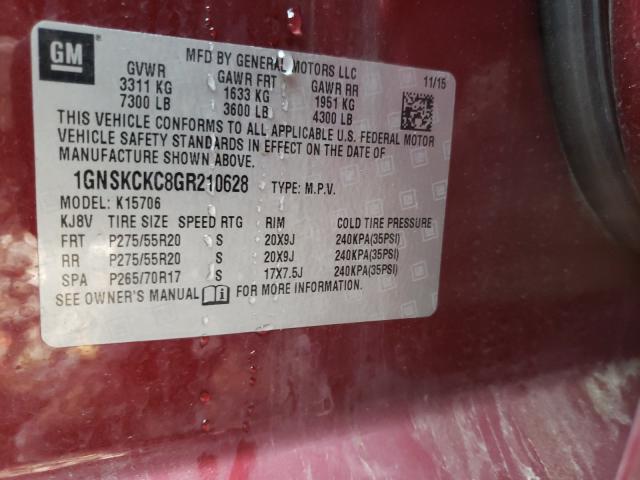 GM
MFD BY GENERAL MOTORS LLC
GVWR GAWR FRT GAWR RR 11/15
3311 KG 1633 KG 1951 KG
7300 LB 3600 LB 4300 LB
THIS VEHICLE CONFORMS TO ALL APPLICABLE U.S. FEDERAL MOTOR
VEHICLE SAFETY STANDARDS IN EFFECT ON THE DATE OF
MANUFACTURE SHOWN ABOVE.
1GNSKCKC8GR210628 TYPE: M.P.V.
MODEL: K15706
KJ8V TIRE SIZE SPEED RTG RIM COLD TIRE PRESSURE
FRT P275/55R20 S 20X9J 240KPA(35PSI)
RR P275/55R20 S 20X9J 240KPA(35PSI)
SPA P265/70R17 S 17X7.5J 240KPA(35PSI)
SEE OWNER'S MANUAL FOR MORE INFORMATION.